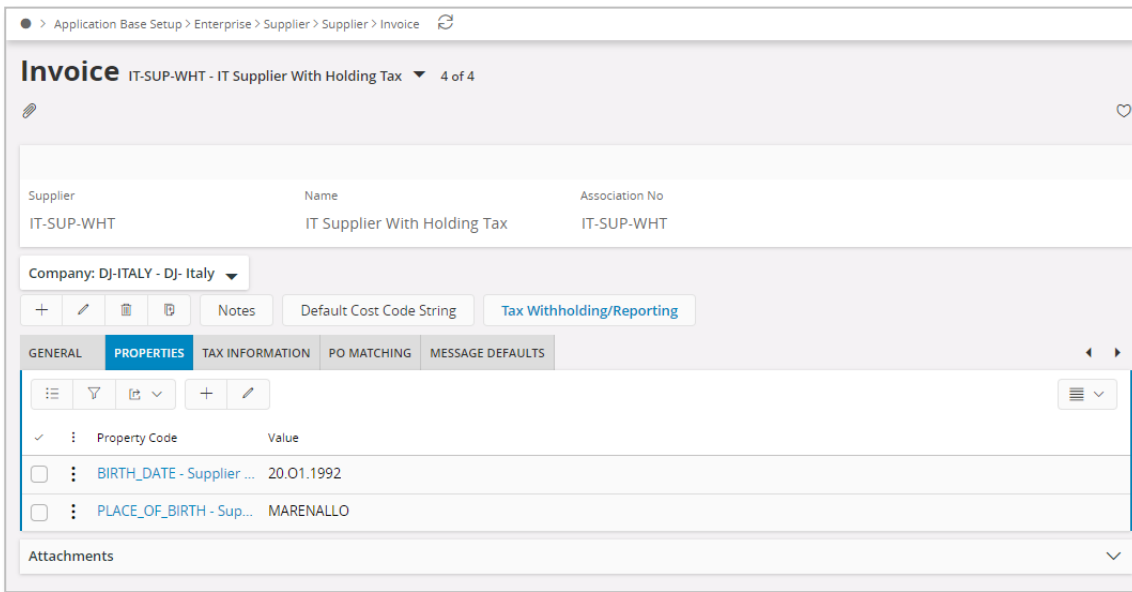 Application Base Setup > Enterprise > Supplier > Supplier > Invoice
Invoice IT-SUP-WHT - IT Supplier With Holding Tax 4 of 4
Supplier Name Association No
IT-SUP-WHT IT Supplier With Holding Tax IT-SUP-WHT
Company: DJ-ITALY - DJ- Italy
Notes Default Cost Code String Tax Withholding/Reporting
GENERAL PROPERTIES TAX INFORMATION PO MATCHING MESSAGE DEFAULTS
Property Code Value
BIRTH_DATE - Supplier ... 20.O1.1992
PLACE_OF_BIRTH - Sup... MARENALLO
Attachments